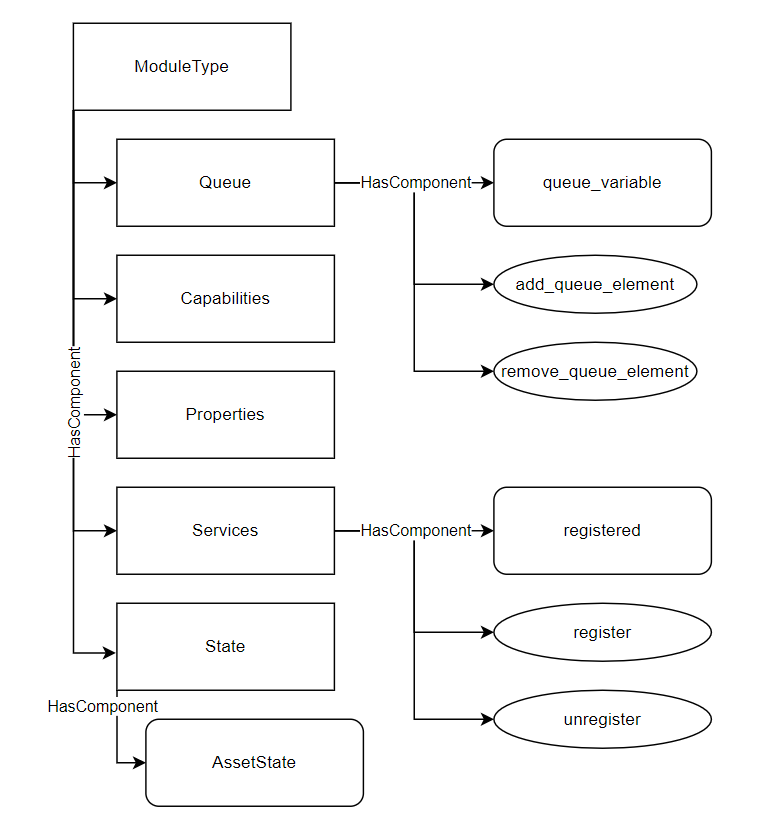 ModuleType
Queue
HasComponent
queue_variable
add_queue_element
Capabilities
remove_queue_element
HasComponent
Properties
Services
HasComponent
registered
register
State
HasComponent
unregister
AssetState